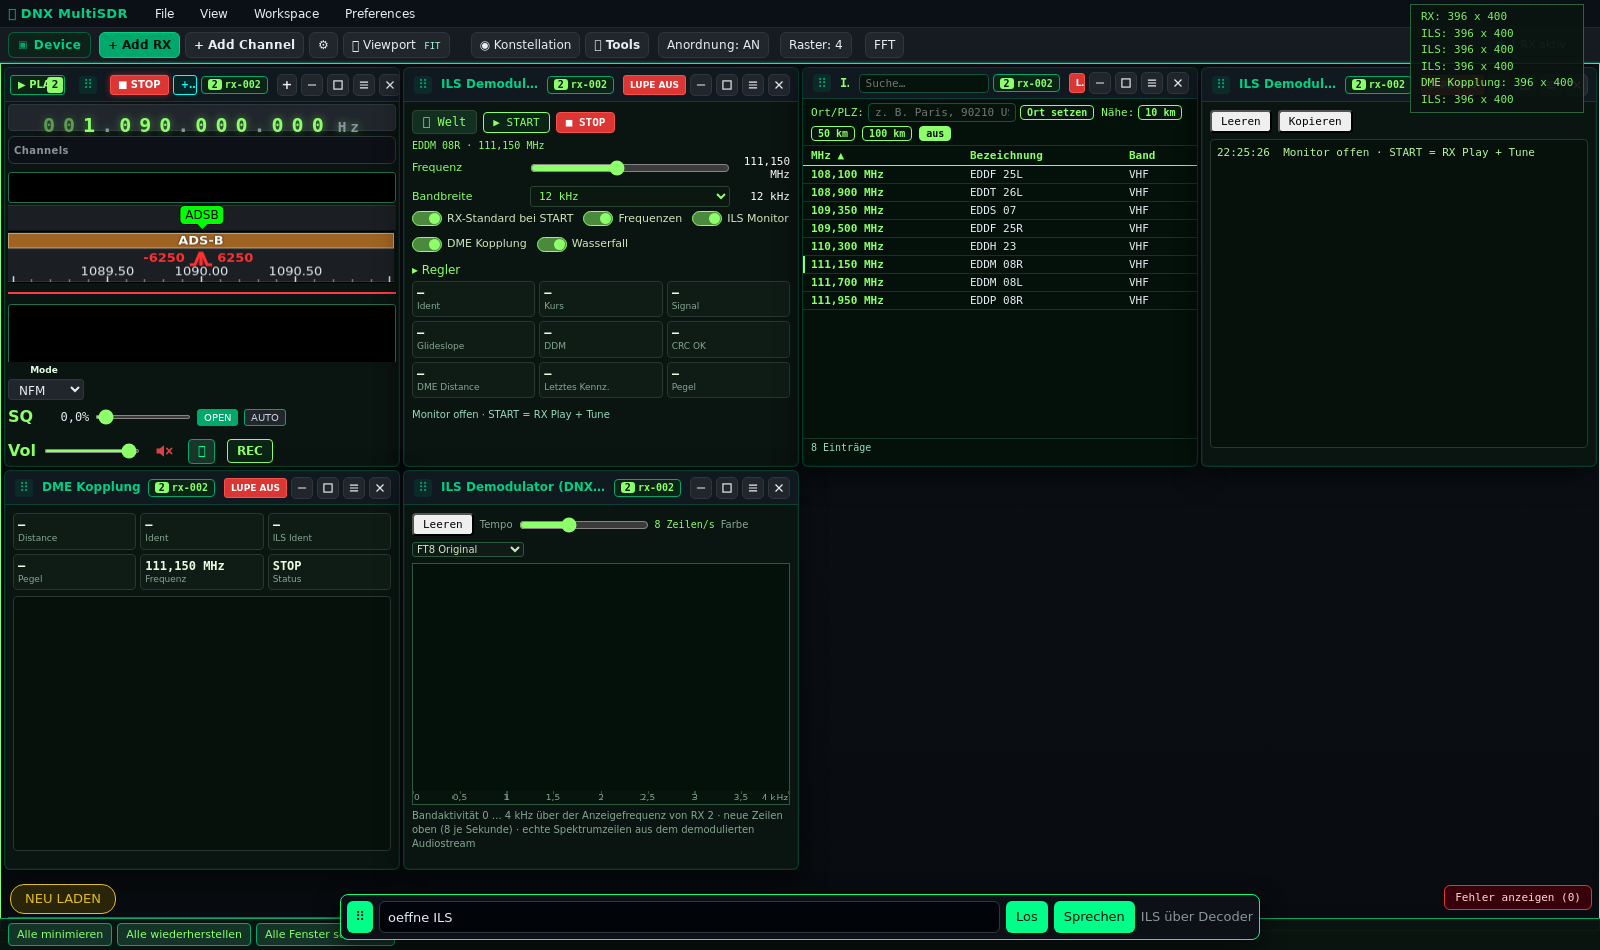 DNX MultiSDR File View Workspace Preferences
Device + Add RX + Add Channel Viewport FIT Konstellation Tools Anordnung: AN Raster: 4 FFT
RX: 396 x 400
ILS: 396 x 400
ILS: 396 x 400
ILS: 396 x 400
DME Kopplung: 396 x 400
ILS: 396 x 400
2 STOP +.. 2 rx-002
001.090.000.000 Hz
Channels
ADSB
ADS-B
-6250 6250
1089.50 1090.00 1090.50
Mode
NFM
SQ 0,0% OPEN AUTO
Vol REC
ILS Demodul... 2 rx-002 LUPE AUS
Welt ▶ START ■ STOP
EDDM 08R · 111,150 MHz
Frequenz 111,150 MHz
Bandbreite 12 kHz 12 kHz
RX-Standard bei START Frequenzen ILS Monitor
DME Kopplung Wasserfall
▸ Regler
— — —
Ident Kurs Signal
— — —
Glideslope DDM CRC OK
— — —
DME Distance Letztes Kennz. Pegel
Monitor offen · START = RX Play + Tune
I. Suche... 2 rx-002 L
Ort/PLZ: z. B. Paris, 90210 U Ort setzen Nähe: 10 km
50 km 100 km aus
MHz ▲ Bezeichnung Band
108,100 MHz EDDF 25L VHF
108,900 MHz EDDT 26L VHF
109,350 MHz EDDS 07 VHF
109,500 MHz EDDF 25R VHF
110,300 MHz EDDH 23 VHF
111,150 MHz EDDM 08R VHF
111,700 MHz EDDM 08L VHF
111,950 MHz EDDP 08R VHF
8 Einträge
ILS Demodul... 2 rx-002
Leeren Kopieren
22:25:26 Monitor offen · START = RX Play + Tune
DME Kopplung 2 rx-002 LUPE AUS
— — —
Distance Ident ILS Ident
— 111,150 MHz STOP
Pegel Frequenz Status
ILS Demodulator (DNX... 2 rx-002
Leeren Tempo 8 Zeilen/s Farbe
FT8 Original
0 0,5 1 1,5 2 2,5 3 3,5 4 kHz
Bandaktivität 0 … 4 kHz über der Anzeigefrequenz von RX 2 · neue Zeilen
oben (8 je Sekunde) · echte Spektrumzeilen aus dem demodulierten
Audiostream
NEU LADEN
Fehler anzeigen (0)
oeffne ILS Los Sprechen ILS über Decoder
Alle minimieren Alle wiederherstellen Alle Fenster